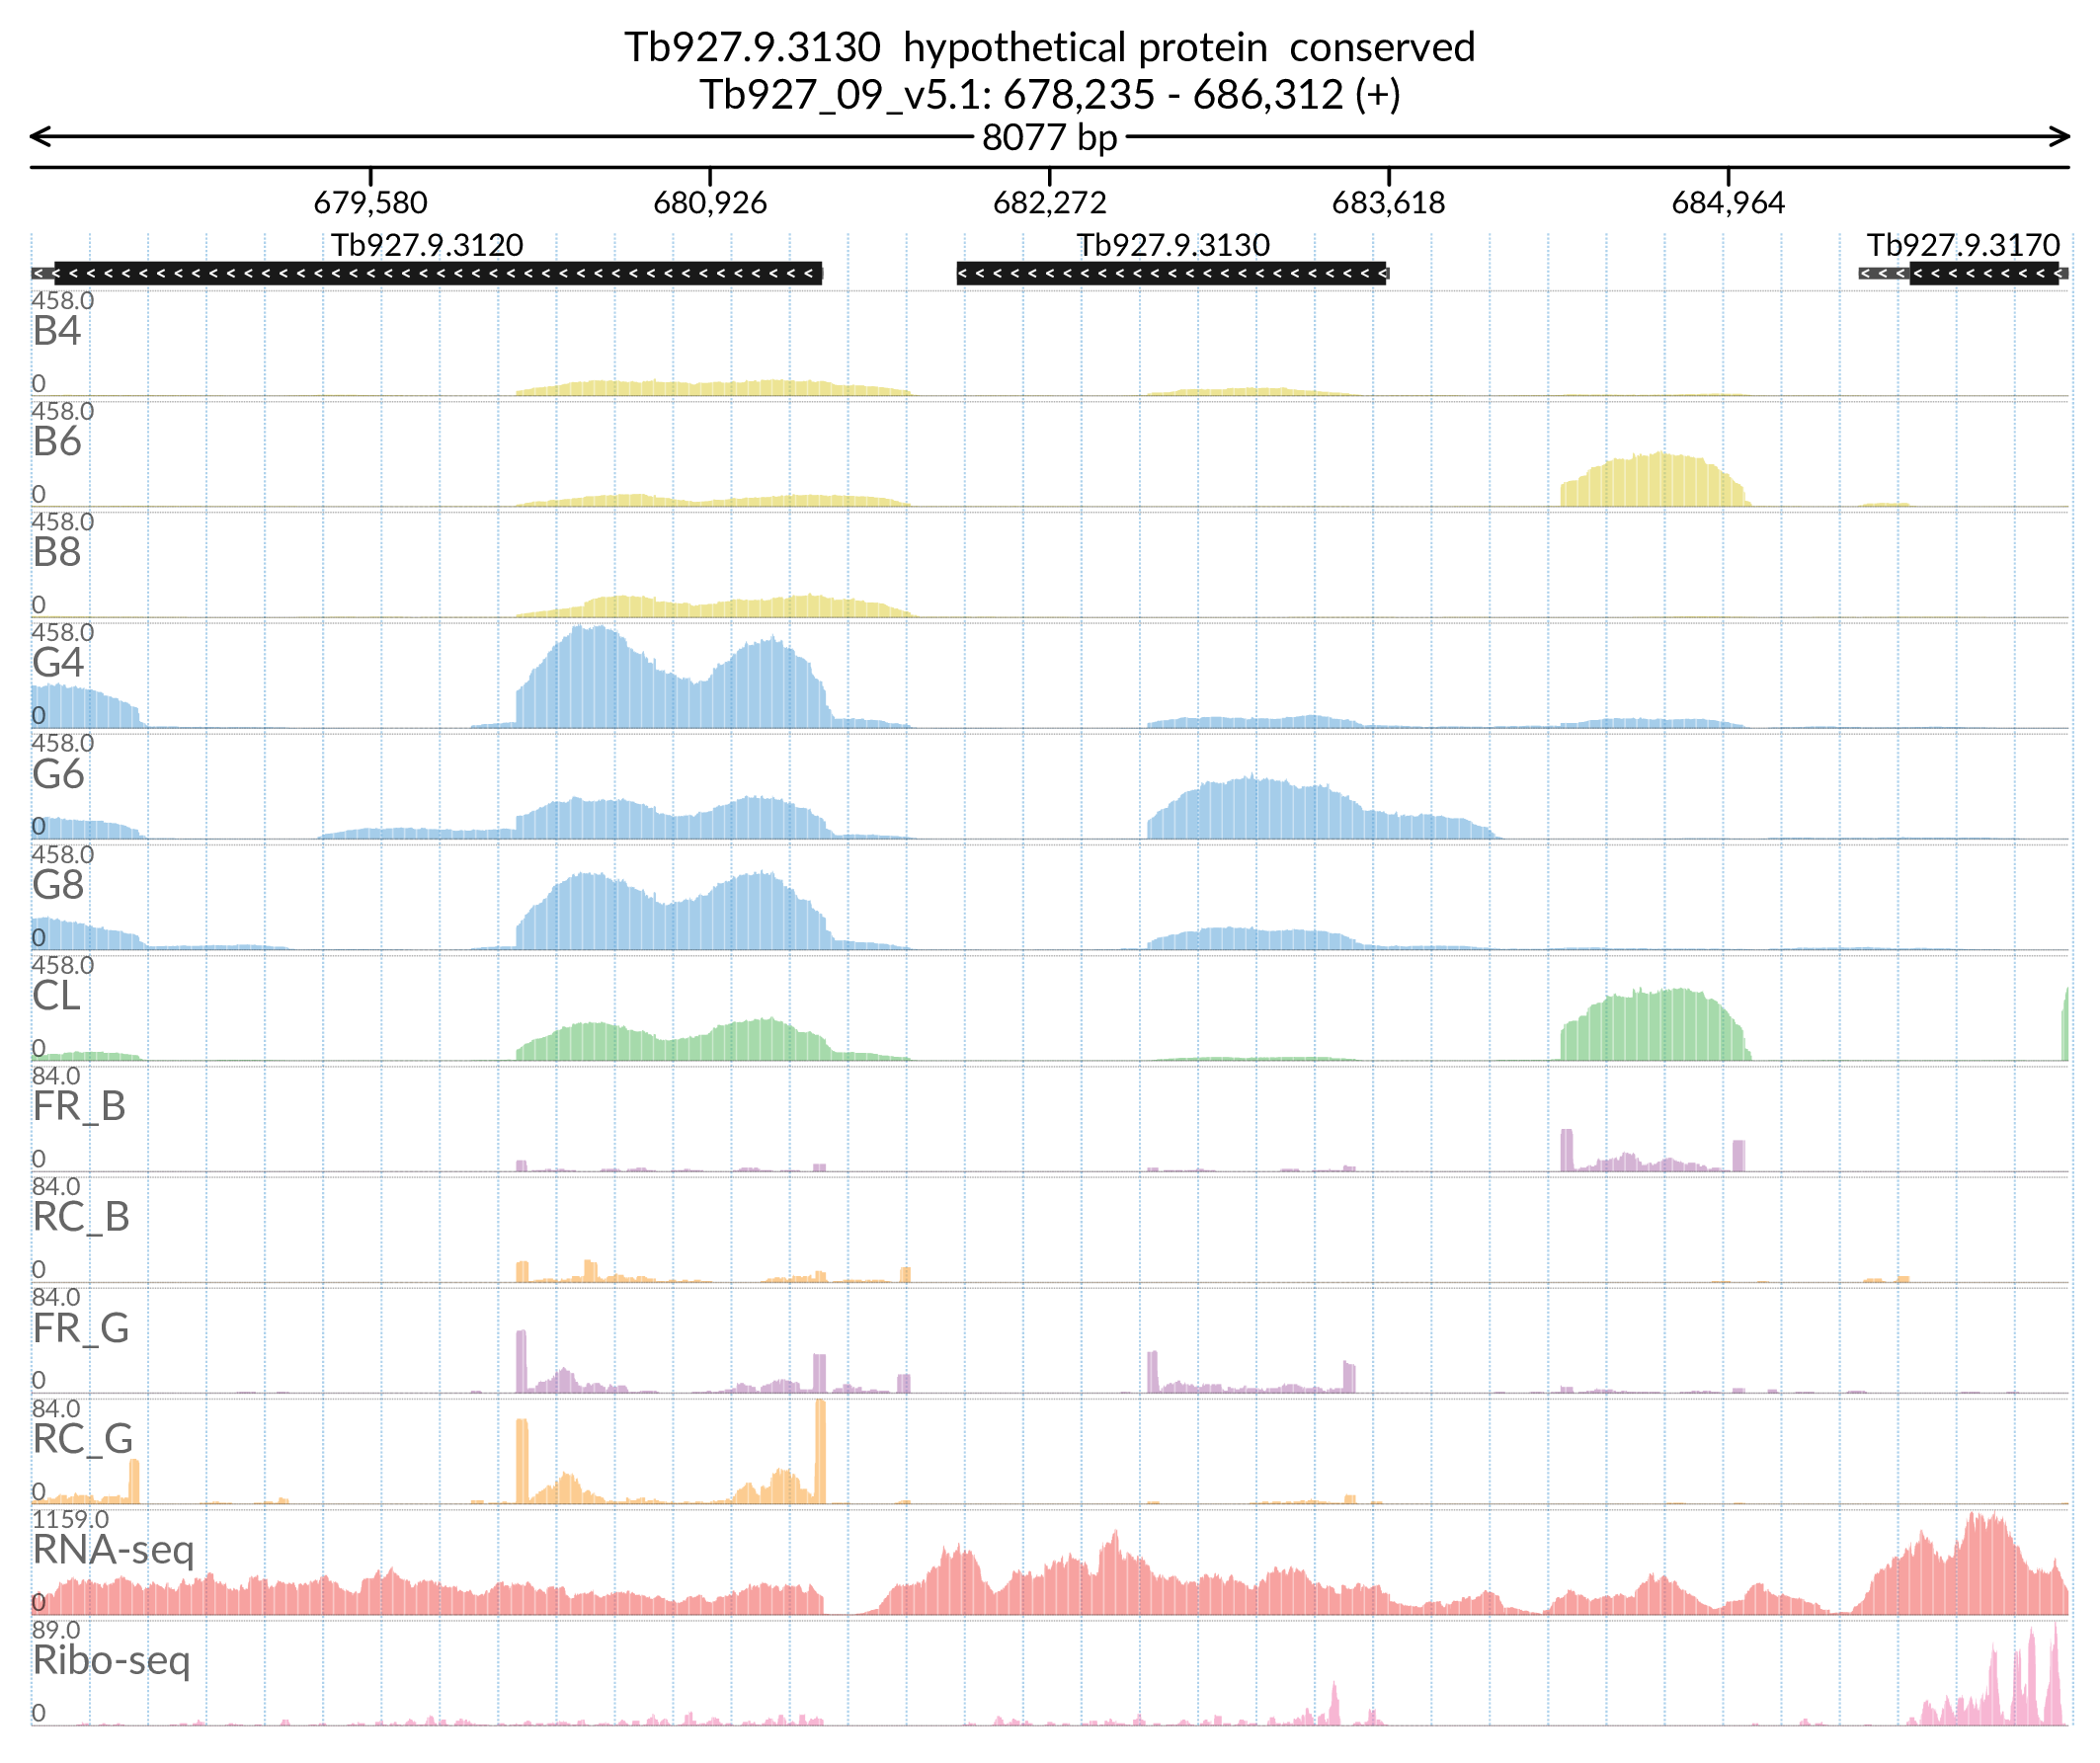 Tb927.9.3130  hypothetical protein  conserved
Tb927_09_v5.1: 678,235 - 686,312 (+)
8077 bp
679,580 680,926 682,272 683,618 684,964
Tb927.9.3120 Tb927.9.3130 Tb927.9.3170
458.0
B4
0
458.0
B6
0
458.0
B8
0
458.0
G4
0
458.0
G6
0
458.0
G8
0
458.0
CL
0
84.0
FR_B
0
84.0
RC_B
0
84.0
FR_G
0
84.0
RC_G
0
1159.0
RNA-seq
0
89.0
Ribo-seq
0